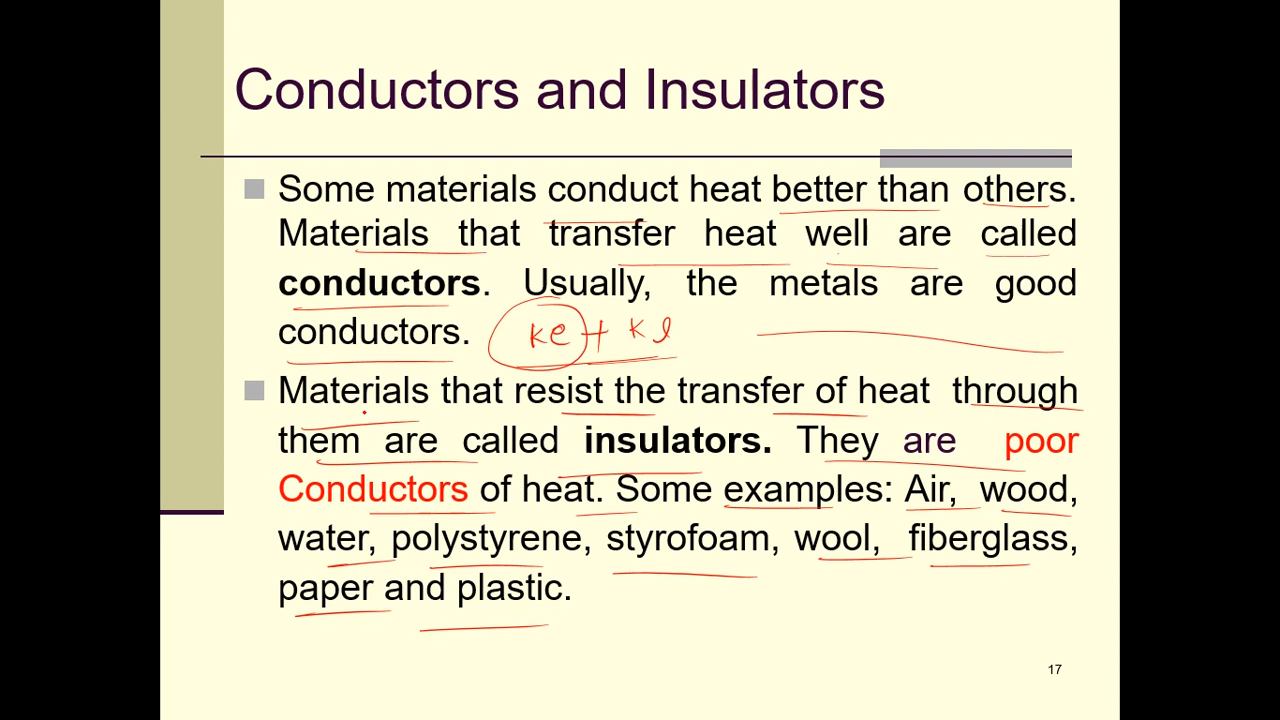 Conductors and Insulators
Some materials conduct heat better than others.
Materials that transfer heat well are called
conductors. Usually, the metals are good
conductors. ke + kl
Materials that resist the transfer of heat through
them are called insulators. They are poor
Conductors of heat. Some examples: Air, wood,
water, polystyrene, styrofoam, wool, fiberglass,
paper and plastic.
17